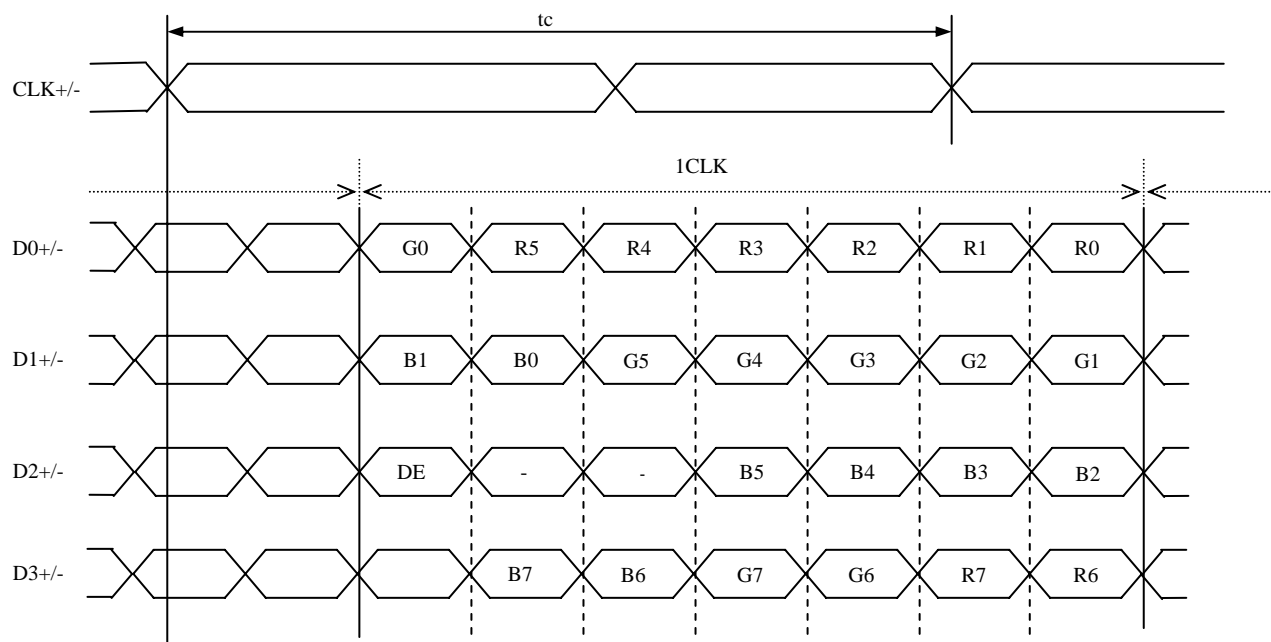 tc
CLK+/-
1CLK
D0+/- G0 R5 R4 R3 R2 R1 R0
D1+/- B1 B0 G5 G4 G3 G2 G1
D2+/- DE - - B5 B4 B3 B2
D3+/- B7 B6 G7 G6 R7 R6